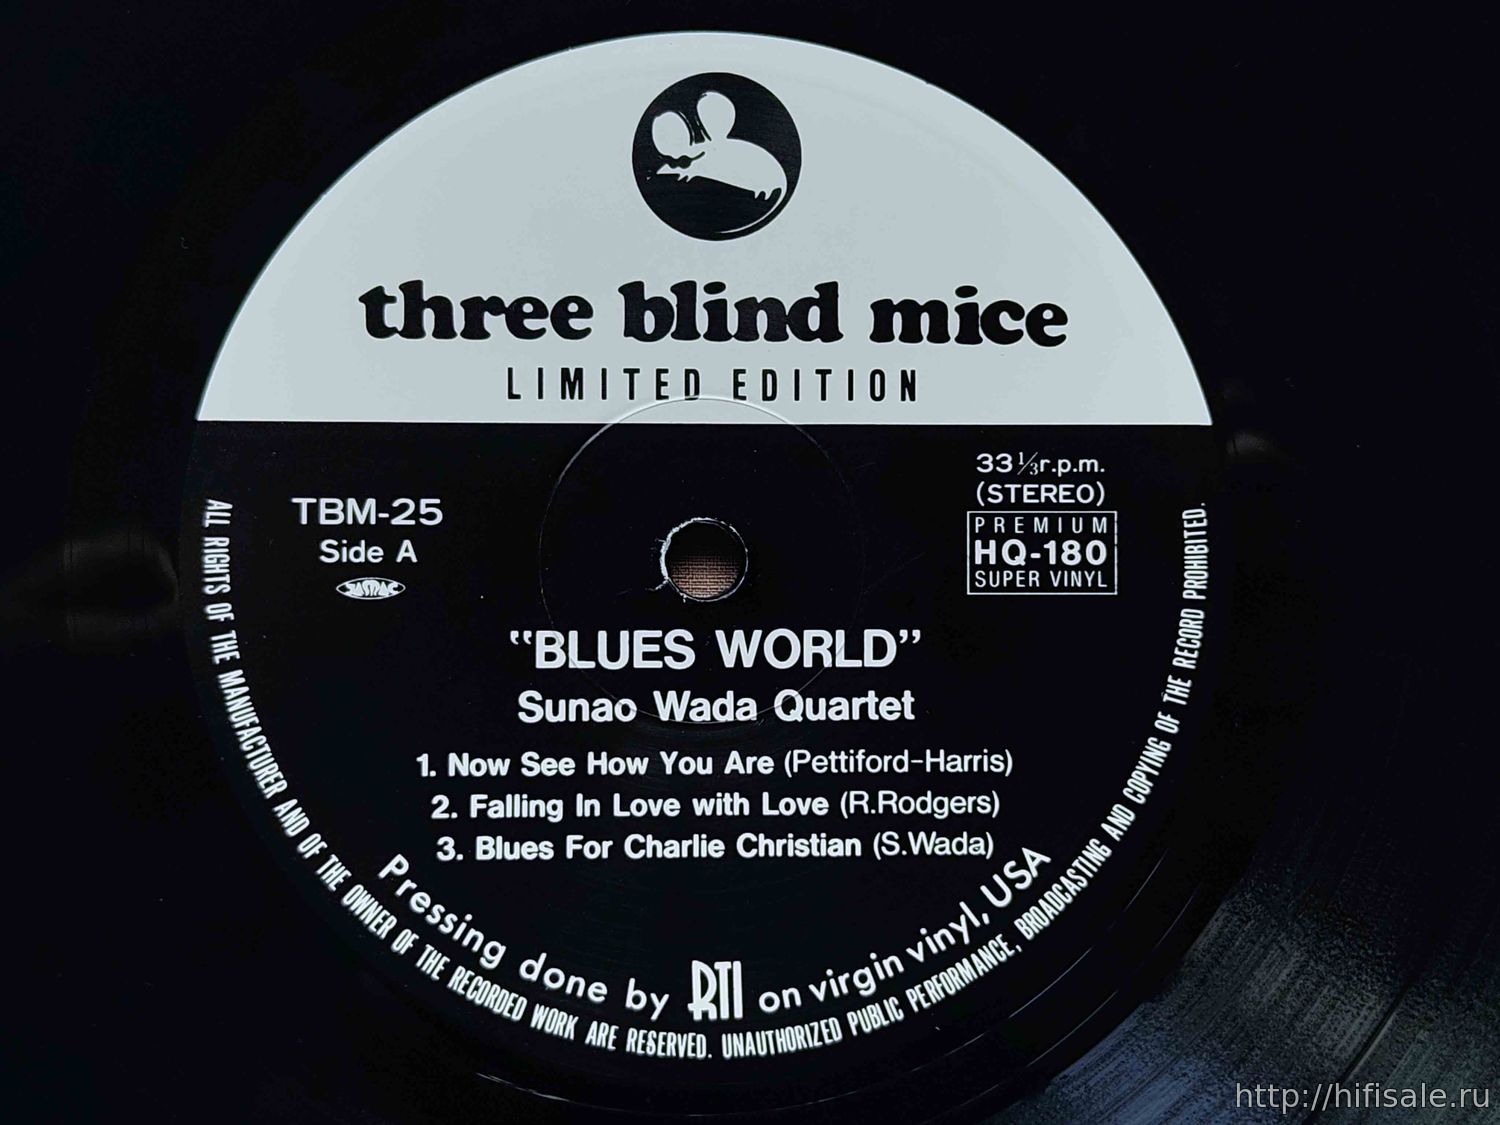 three blind mice
LIMITED EDITION
33⅓r.p.m.
(STEREO)
PREMIUM
HQ-180
SUPER VINYL
TBM-25
Side A
JASRAC
“BLUES WORLD”
Sunao Wada Quartet
1. Now See How You Are (Pettiford-Harris)
2. Falling In Love with Love (R.Rodgers)
3. Blues For Charlie Christian (S.Wada)
Pressing done by RTI on virgin vinyl, USA
ALL RIGHTS OF THE MANUFACTURER AND OF THE OWNER OF THE RECORDED WORK ARE RESERVED. UNAUTHORIZED PUBLIC PERFORMANCE, BROADCASTING AND COPYING OF THE RECORD PROHIBITED.
http://hifisale.ru